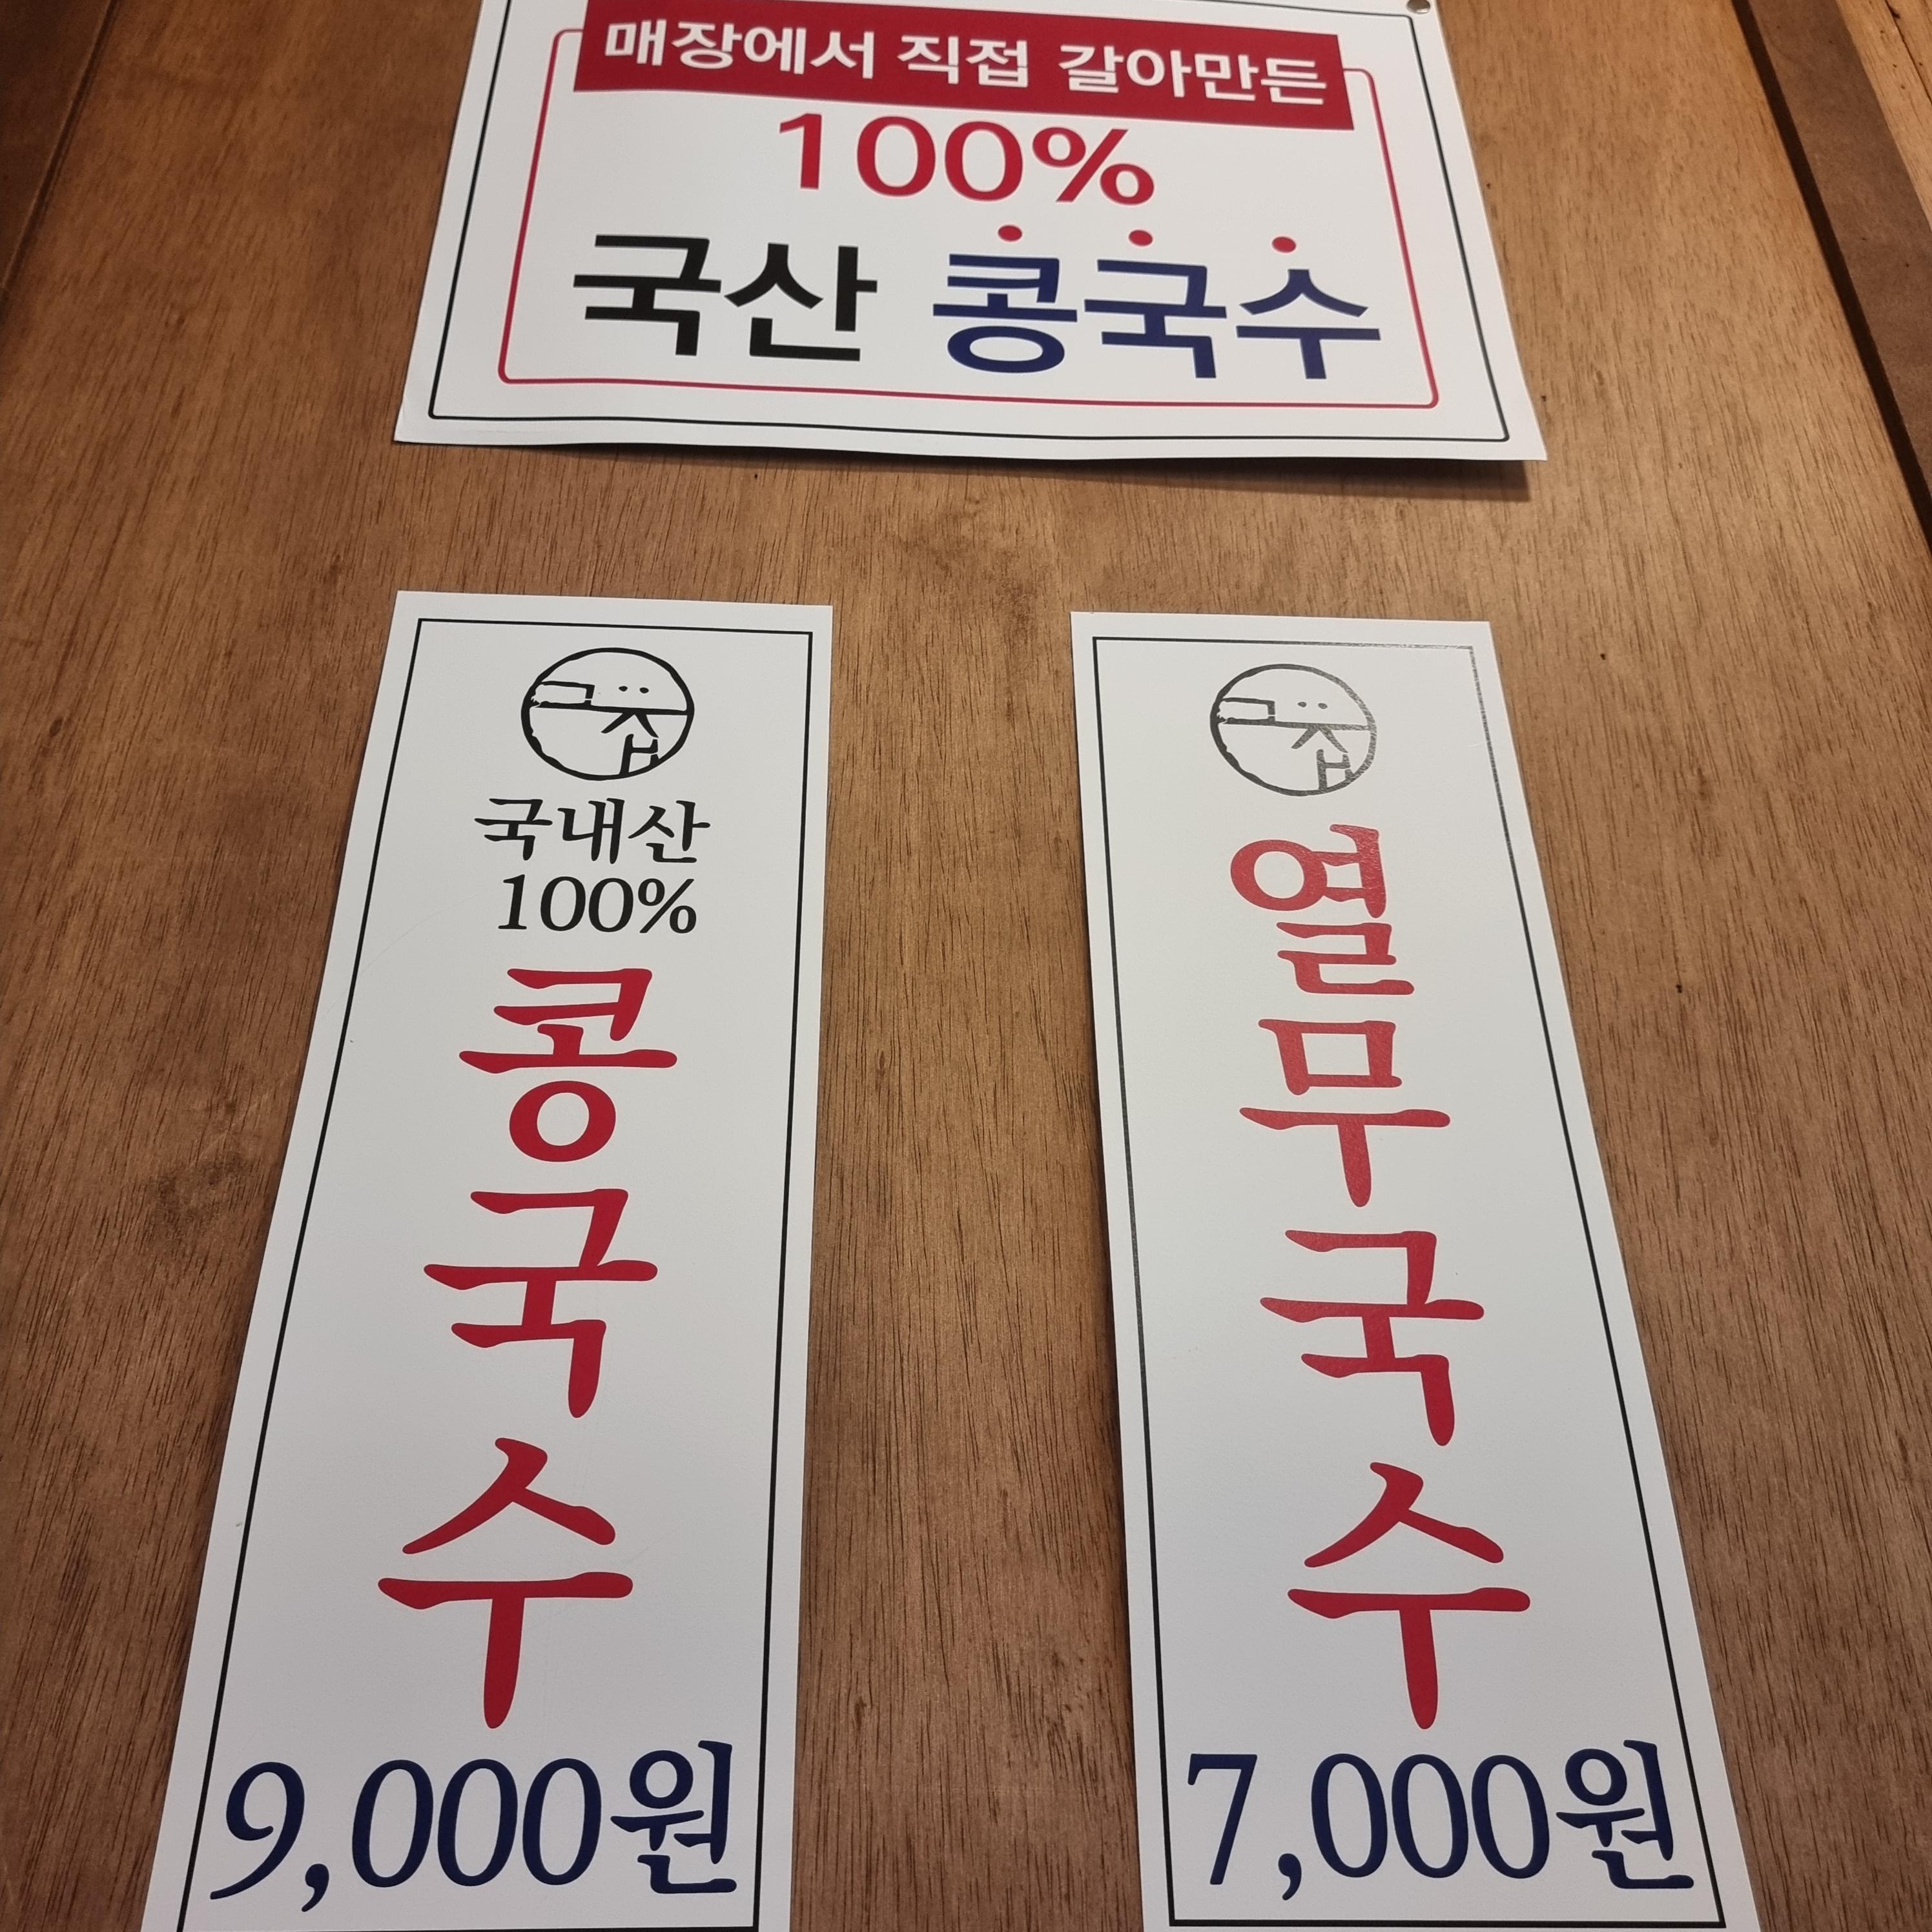 매장에서 직접 갈아만든
100%
국산 콩국수
국내산
100%
콩국수
9,000원
열무국수
7,000원